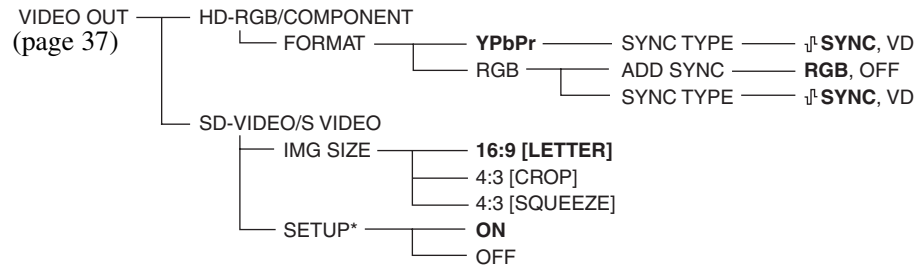 VIDEO OUT HD-RGB/COMPONENT
(page 37) FORMAT YPbPr SYNC TYPE SYNC, VD
RGB ADD SYNC RGB, OFF
SYNC TYPE SYNC, VD
SD-VIDEO/S VIDEO
IMG SIZE 16:9 [LETTER]
4:3 [CROP]
4:3 [SQUEEZE]
SETUP* ON
OFF